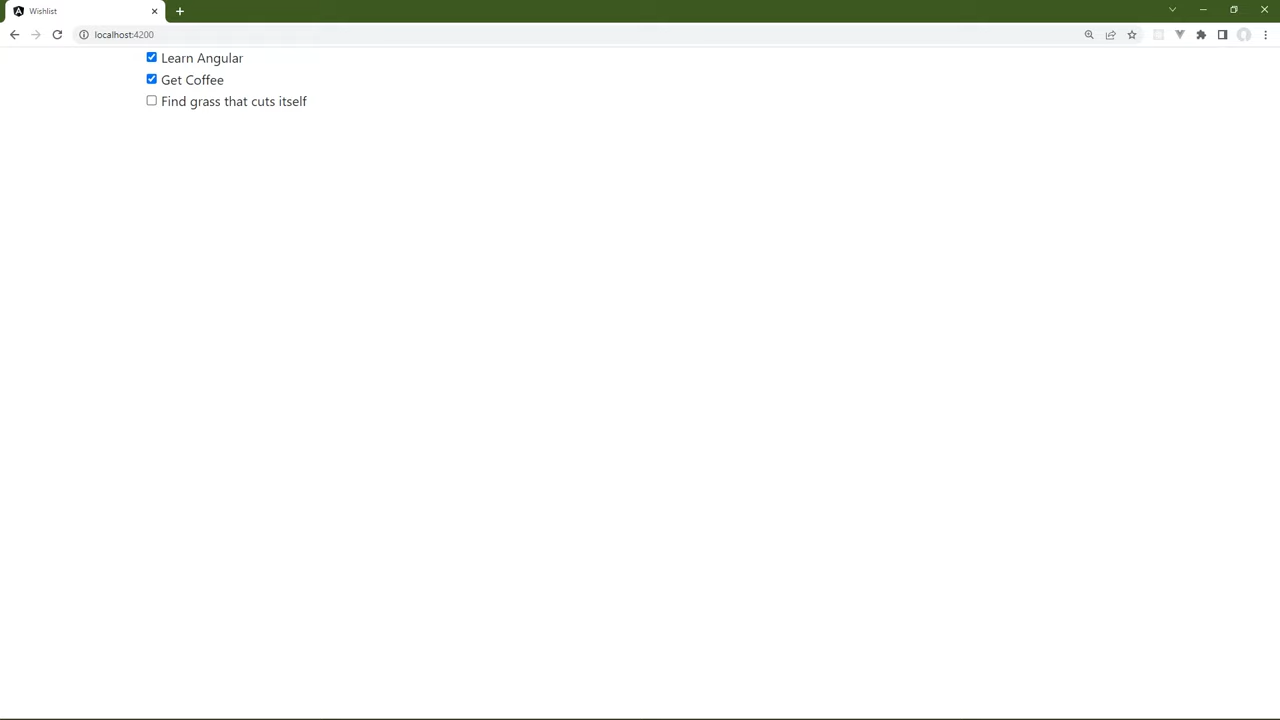 Wishlist
localhost:4200
Learn Angular
Get Coffee
Find grass that cuts itself